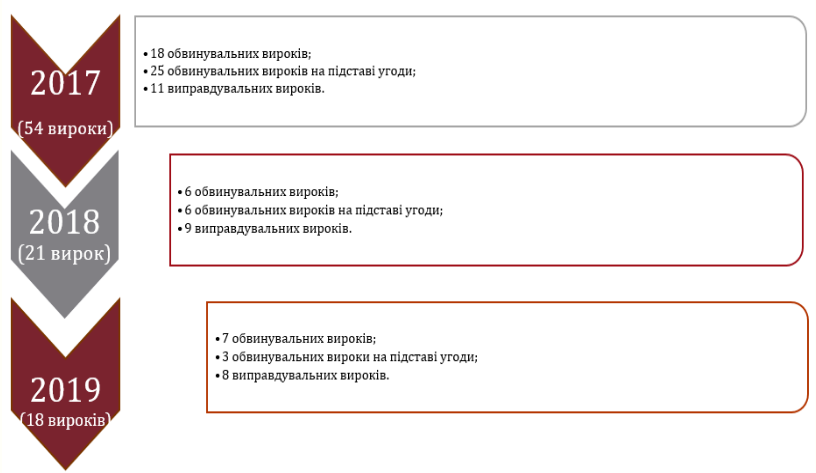 2017
(54 вироки)
•18 обвинувальних вироків;
•25 обвинувальних вироків на підставі угоди;
•11 виправдувальних вироків.
2018
(21 вирок)
•6 обвинувальних вироків;
•6 обвинувальних вироків на підставі угоди;
•9 виправдувальних вироків.
2019
(18 вироків)
•7 обвинувальних вироків;
•3 обвинувальних вироки на підставі угоди;
•8 виправдувальних вироків.